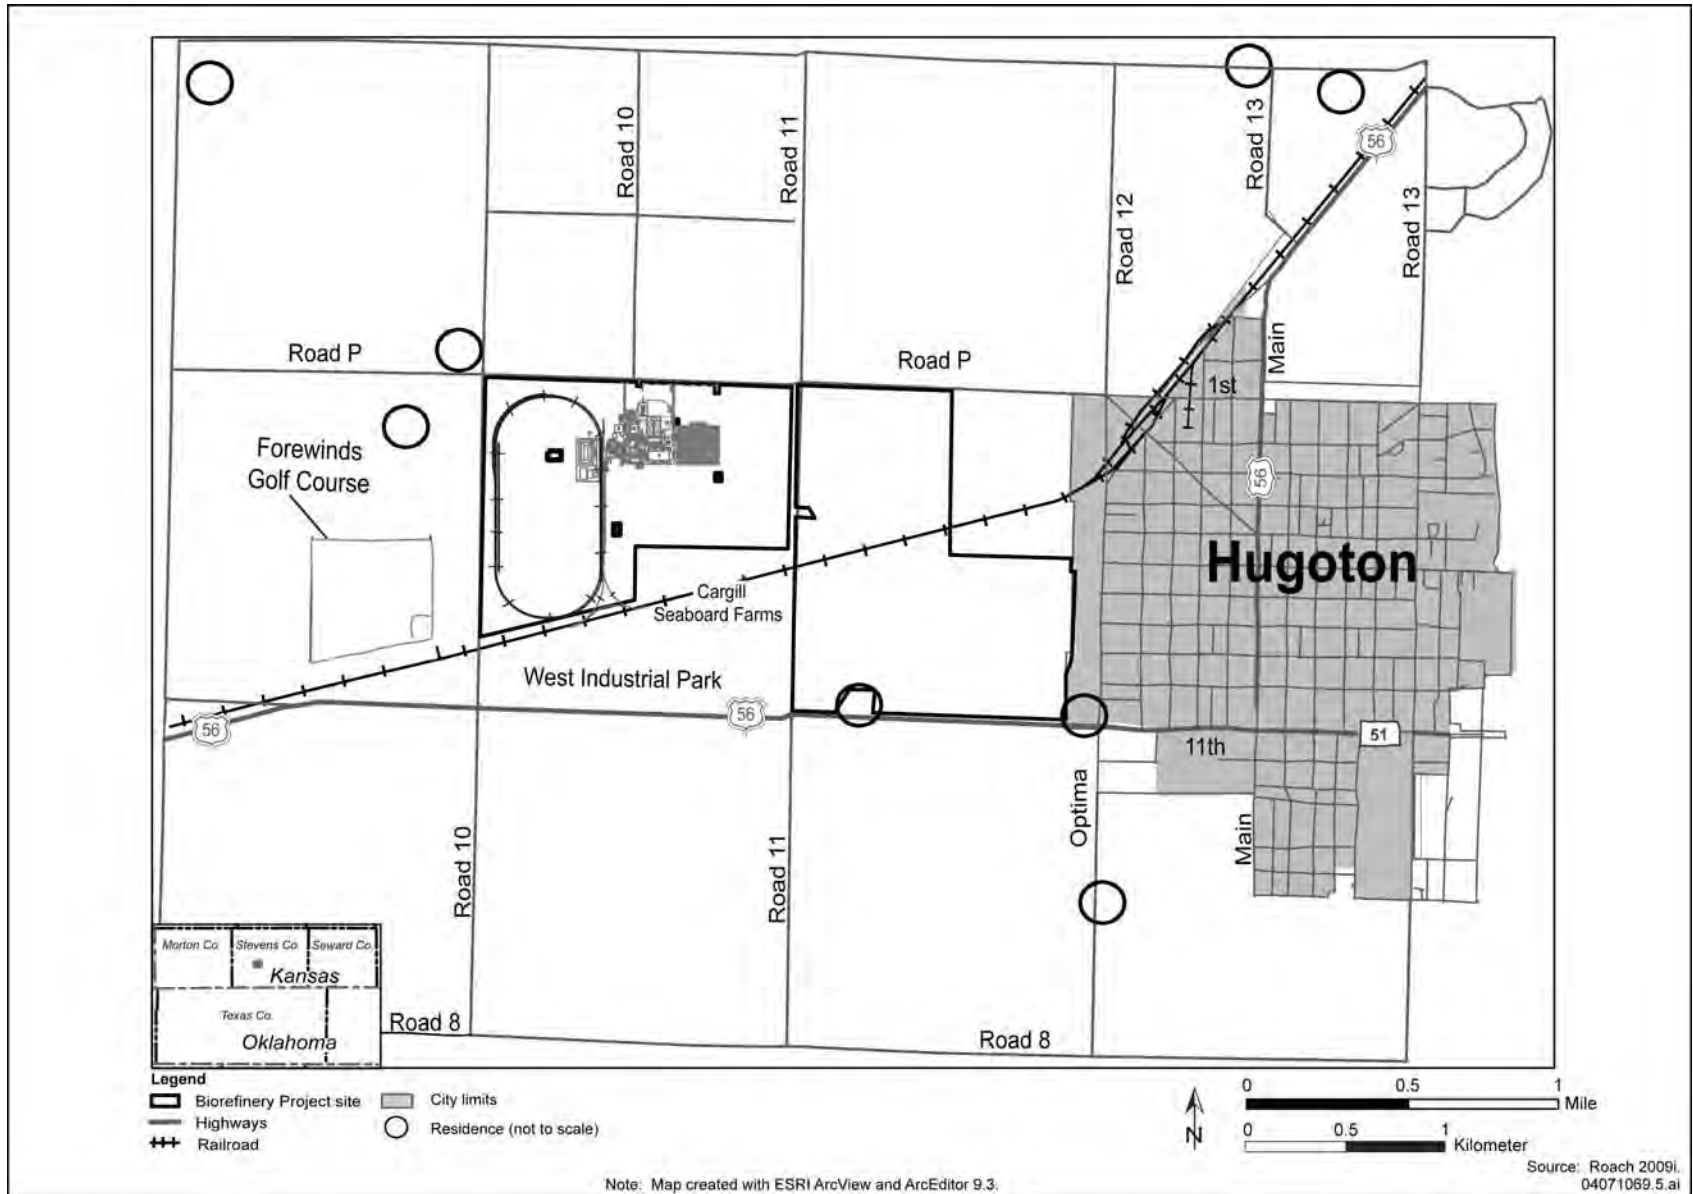 Road 10
Road 11
Road 12
Road 13
56
Road 13
Road P
Road P
Main
1st
Forewinds
Golf Course
56
Hugoton
Cargill
Seaboard Farms
West Industrial Park
56
56
51
11th
Optima
Main
Road 10
Road 11
Morton Co.
Stevens Co.
Seward Co.
Kansas
Texas Co.
Oklahoma
Road 8
Road 8
Legend
Biorefinery Project site
City limits
Highways
Residence (not to scale)
Railroad
N
0 0.5 1
Mile
0 0.5 1
Kilometer
Note: Map created with ESRI ArcView and ArcEditor 9.3.
Source: Roach 2009i.
04071069.5.ai